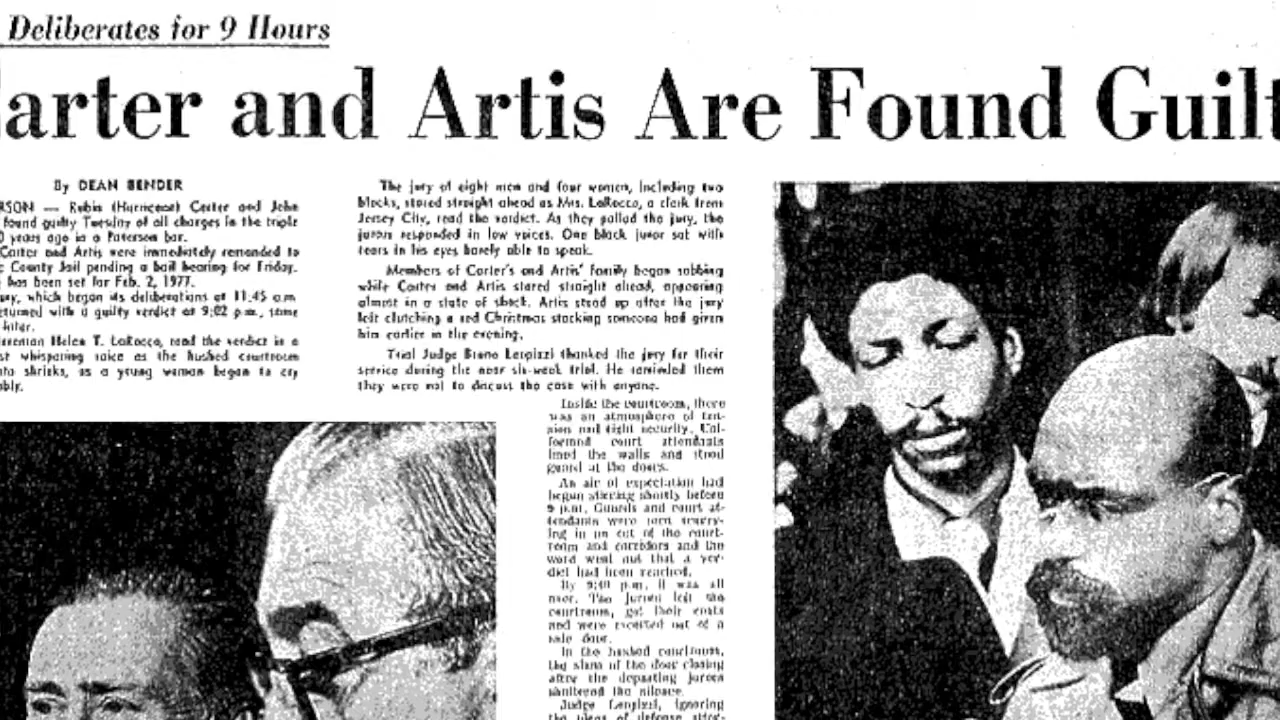 Deliberates for 9 Hours
arter and Artis Are Found Guilt
By DEAN BENDER
RSON — Rubin (Hurricane) Carter and John
found guilty Tuesday of all charges in the triple
0 years ago in a Paterson bar.
Carter and Artis were immediately remanded to
c County Jail pending a bail hearing for Friday.
has been set for Feb. 2, 1977.
ury, which began its deliberations at 11:45 a.m.
eturned with a guilty verdict at 9:02 p.m., some
later.
Helen T. LaRocco, read the verdict in a
st whispering voice as the hushed courtroom
nto shrieks, as a young woman began to cry
ably.
The jury of eight men and four women, including two
blacks, stared straight ahead as Mrs. LaRocco, a clerk from
Jersey City, read the verdict. As they polled the jury, the
jurors responded in low voices. One black juror sat with
tears in his eyes barely able to speak.
Members of Carter's and Artis' family began sobbing
while Carter and Artis stared straight ahead, appearing
almost in a state of shock. Artis stood up after the jury
left clutching a red Christmas stocking someone had given
him earlier in the evening.
Trial Judge Bruno Leopizzi thanked the jury for their
service during the near six-week trial. He reminded them
they were not to discuss the case with anyone.
Inside the courtroom, there
was an atmosphere of ten-
sion and tight security. Uni-
formed court attendants
lined the walls and stood
guard at the doors.
An air of expectation had
begun stirring shortly before
9 p.m. Guards and court at-
tendants were seen scurry-
ing in an out of the court-
room and corridors and the
word went out that a ver-
dict had been reached.
By 9:40 p.m. it was all
over. The jurors left the
courtroom, got their coats
and were escorted out of a
side door.
In the hushed courtroom,
the slam of the door closing
after the departing jurors
shattered the silence.
Judge Leopizzi, ignoring
the pleas of defense